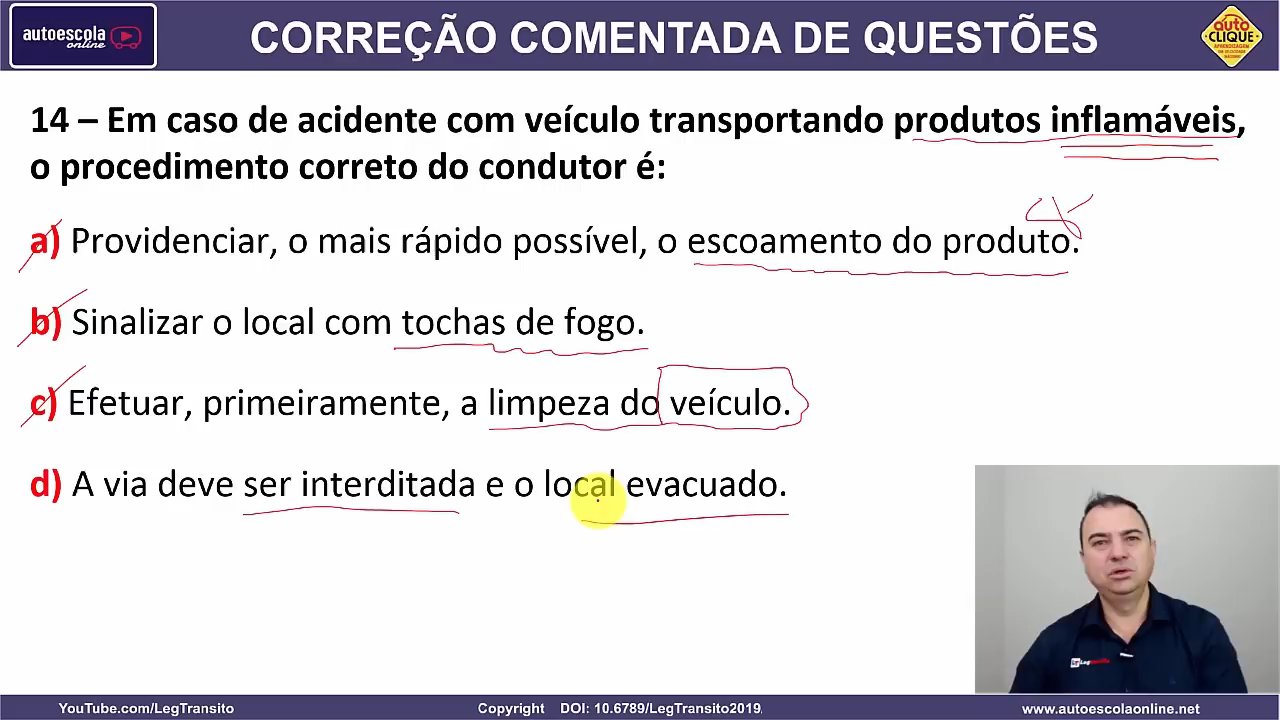 autoescola
online
CORREÇÃO COMENTADA DE QUESTÕES
auto
CLIQUE
14 – Em caso de acidente com veículo transportando produtos inflamáveis,
o procedimento correto do condutor é:
a) Providenciar, o mais rápido possível, o escoamento do produto.
b) Sinalizar o local com tochas de fogo.
c) Efetuar, primeiramente, a limpeza do veículo.
d) A via deve ser interditada e o local evacuado.
YouTube.com/LegTransito
Copyright DOI: 10.6789/LegTransito2019
www.autoescolaonline.net